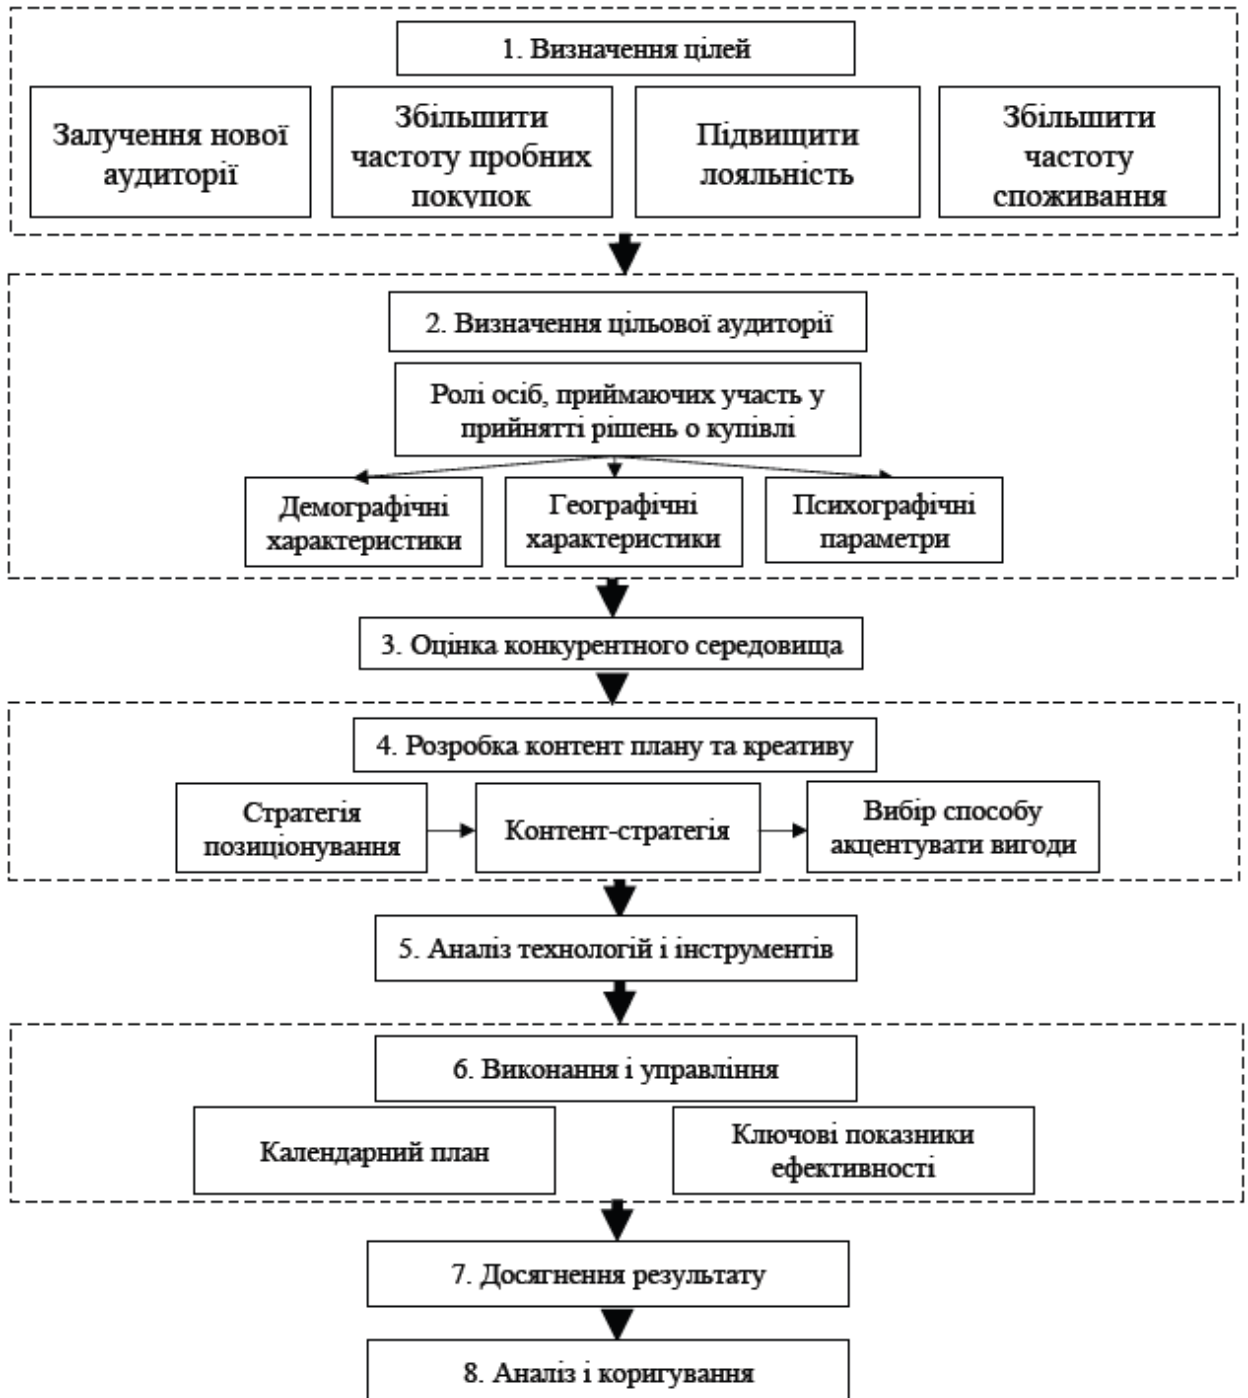 1. Визначення цілей
Залучення нової
аудиторії
Збільшити
частоту пробних
покупок
Підвищити
лояльність
Збільшити
частоту
споживання
2. Визначення цільової аудиторії
Ролі осіб, приймаючих участь у
прийнятті рішень о купівлі
Демографічні
характеристики
Географічні
характеристики
Психографічні
параметри
3. Оцінка конкурентного середовища
4. Розробка контент плану та креативу
Стратегія
позиціонування
Контент-стратегія
Вибір способу
акцентувати вигоди
5. Аналіз технологій і інструментів
6. Виконання і управління
Календарний план
Ключові показники
ефективності
7. Досягнення результату
8. Аналіз і коригування